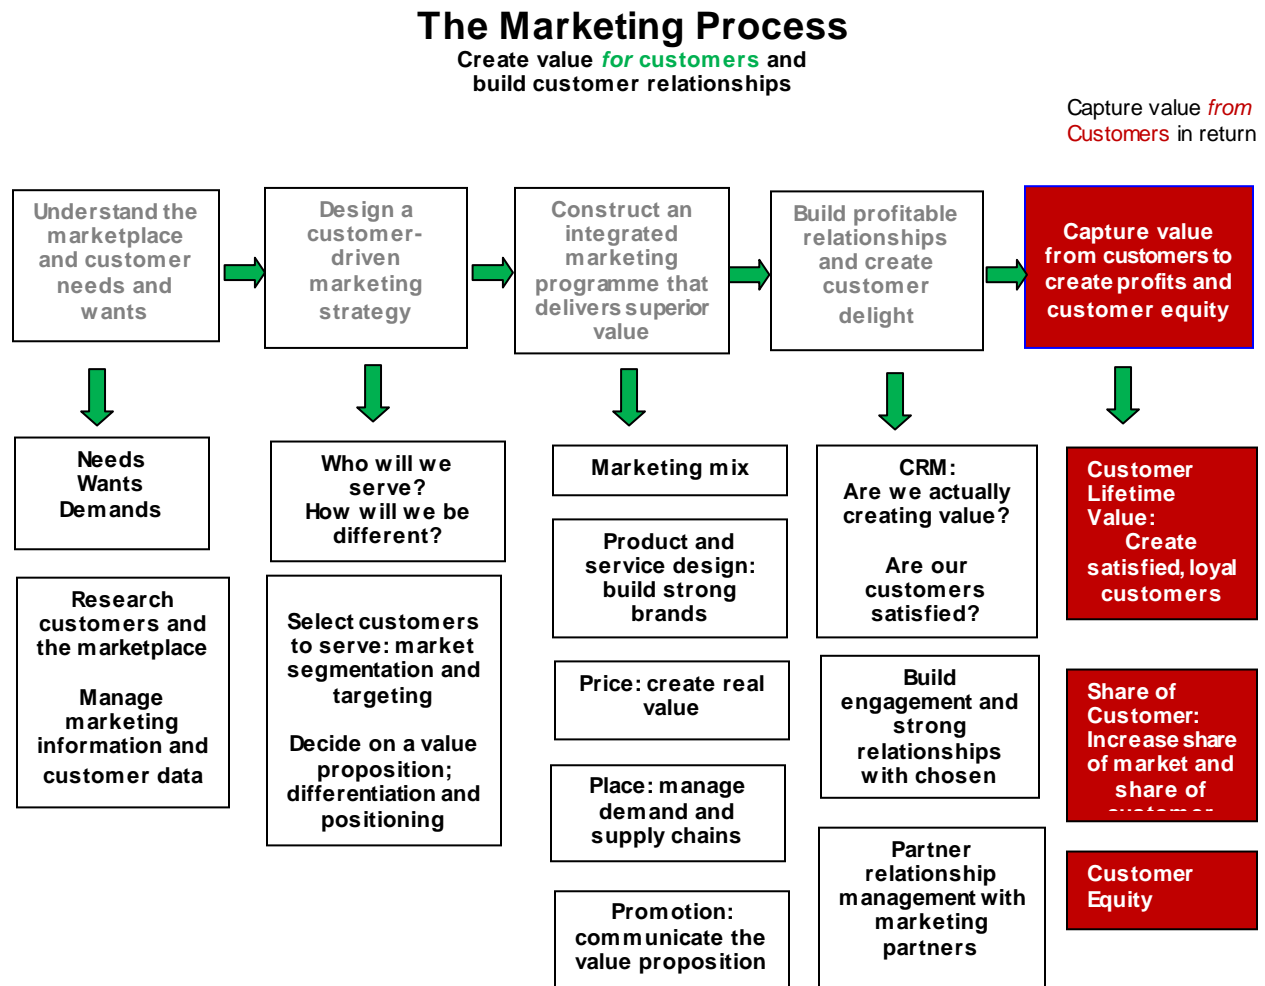 The Marketing Process
Create value for customers and
build customer relationships
Capture value from
Customers in return
Understand the
marketplace
and customer
needs and
wants
Design a
customer-
driven
marketing
strategy
Construct an
integrated
marketing
programme that
delivers superior
value
Build profitable
relationships
and create
customer
delight
Capture value
from customers to
create profits and
customer equity
Needs
Wants
Demands
Research
customers and
the marketplace
Manage
marketing
information and
customer data
Who will we
serve?
How will we be
different?
Select customers
to serve: market
segmentation and
targeting
Decide on a value
proposition;
differentiation and
positioning
Marketing mix
Product and
service design:
build strong
brands
Price: create real
value
Place: manage
demand and
supply chains
Promotion:
communicate the
value proposition
CRM:
Are we actually
creating value?
Are our
customers
satisfied?
Build
engagement and
strong
relationships
with chosen
Partner
relationship
management with
marketing
partners
Customer
Lifetime
Value:
Create
satisfied, loyal
customers
Share of
Customer:
Increase share
of market and
share of
customer
Customer
Equity